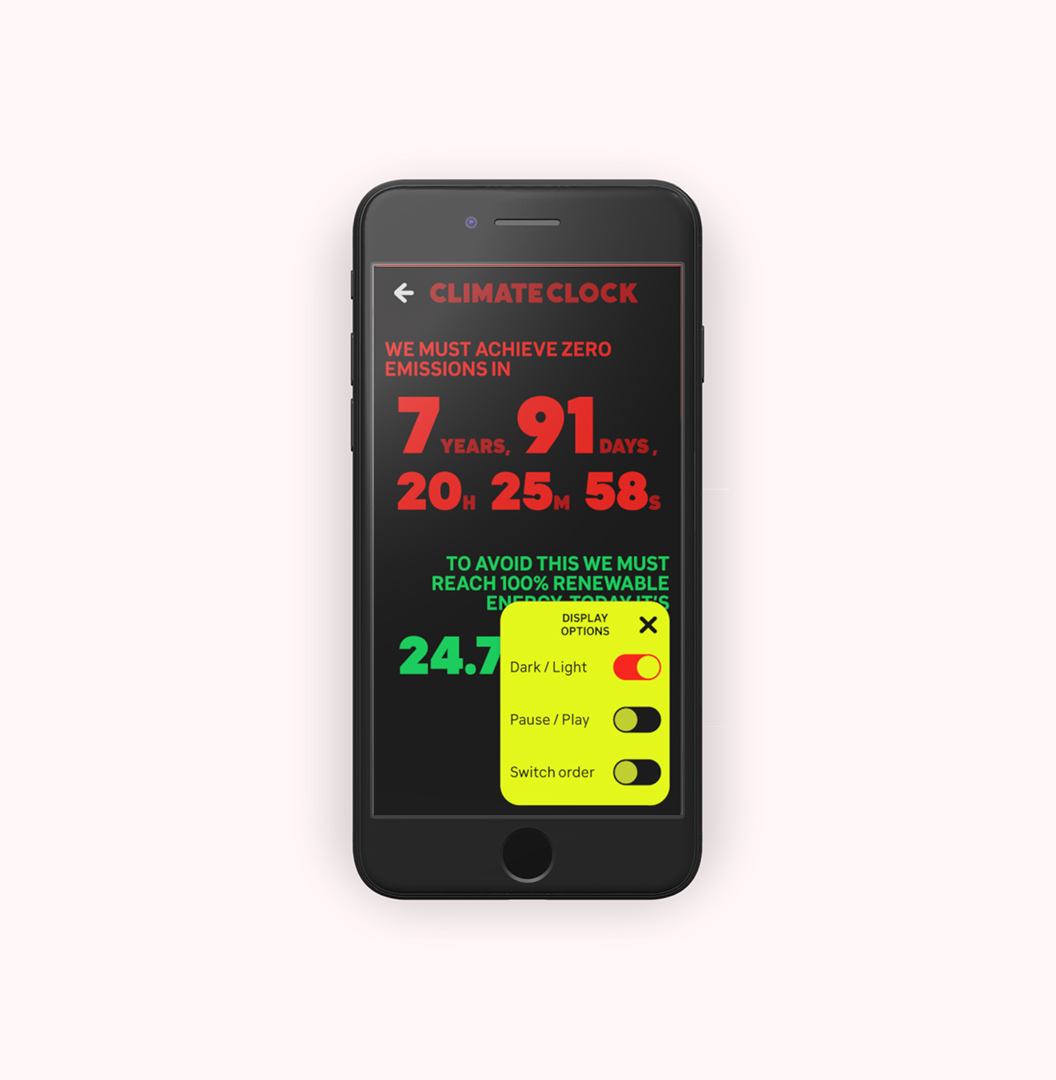 CLIMATE CLOCK
WE MUST ACHIEVE ZERO
EMISSIONS IN
7 YEARS, 91 DAYS,
20H 25M 58S
TO AVOID THIS WE MUST
REACH 100% RENEWABLE
ENERGY. TODAY IT'S
24.7
DISPLAY
OPTIONS
Dark / Light
Pause / Play
Switch order